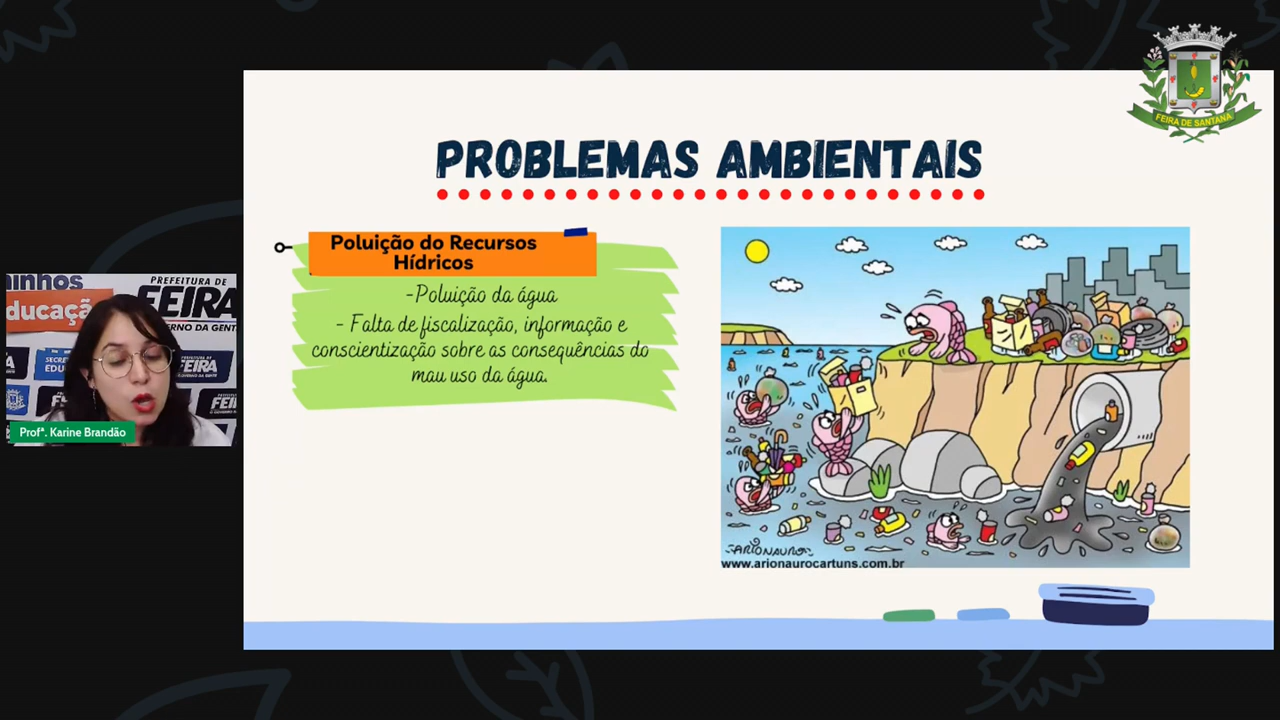 FEIRA DE SANTANA
PROBLEMAS AMBIENTAIS
Poluição do Recursos
Hídricos
-Poluição da água
- Falta de fiscalização, informação e
conscientização sobre as consequências do
mau uso da água.
-ARIONAURO-
www.arionaurocartuns.com.br
PREFEITURA DE
FEIRA
Profª. Karine Brandão